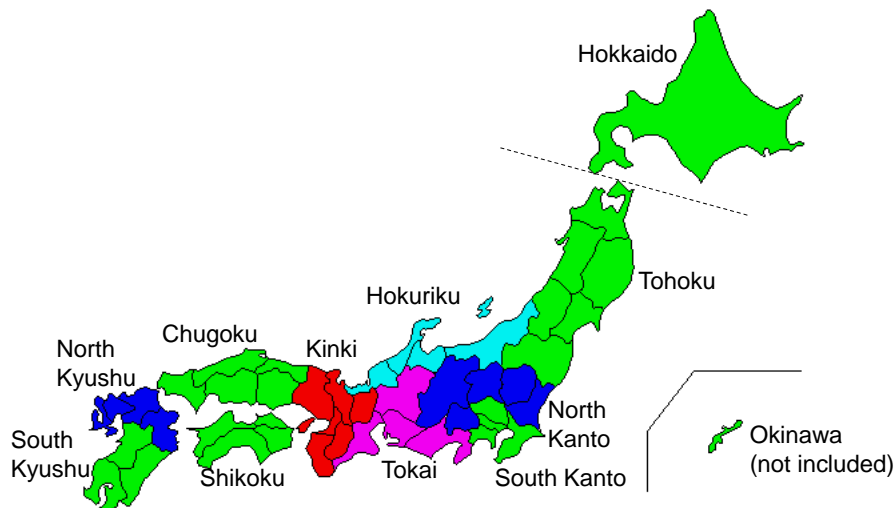 Hokkaido
Tohoku
Hokuriku
Chugoku
Kinki
North
Kyushu
South
Kyushu
Shikoku
Tokai
North
Kanto
South Kanto
Okinawa
(not included)